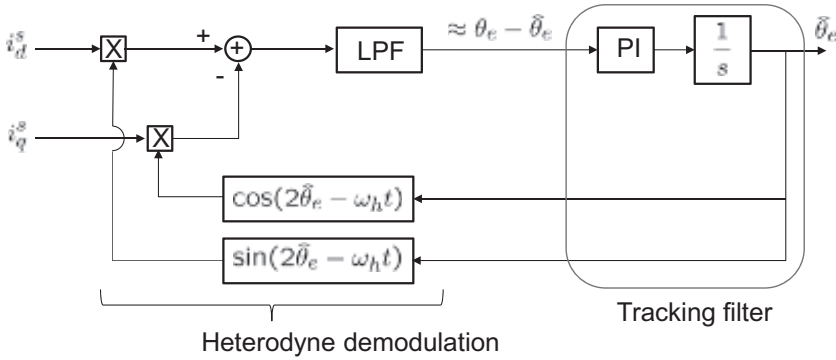 i_d^s
X
+
+
-
LPF
≈ θ_e − θ̂_e
PI
1/s
θ̂_e
i_q^s
X
cos(2θ̂_e − ω_h t)
sin(2θ̂_e − ω_h t)
Tracking filter
Heterodyne demodulation